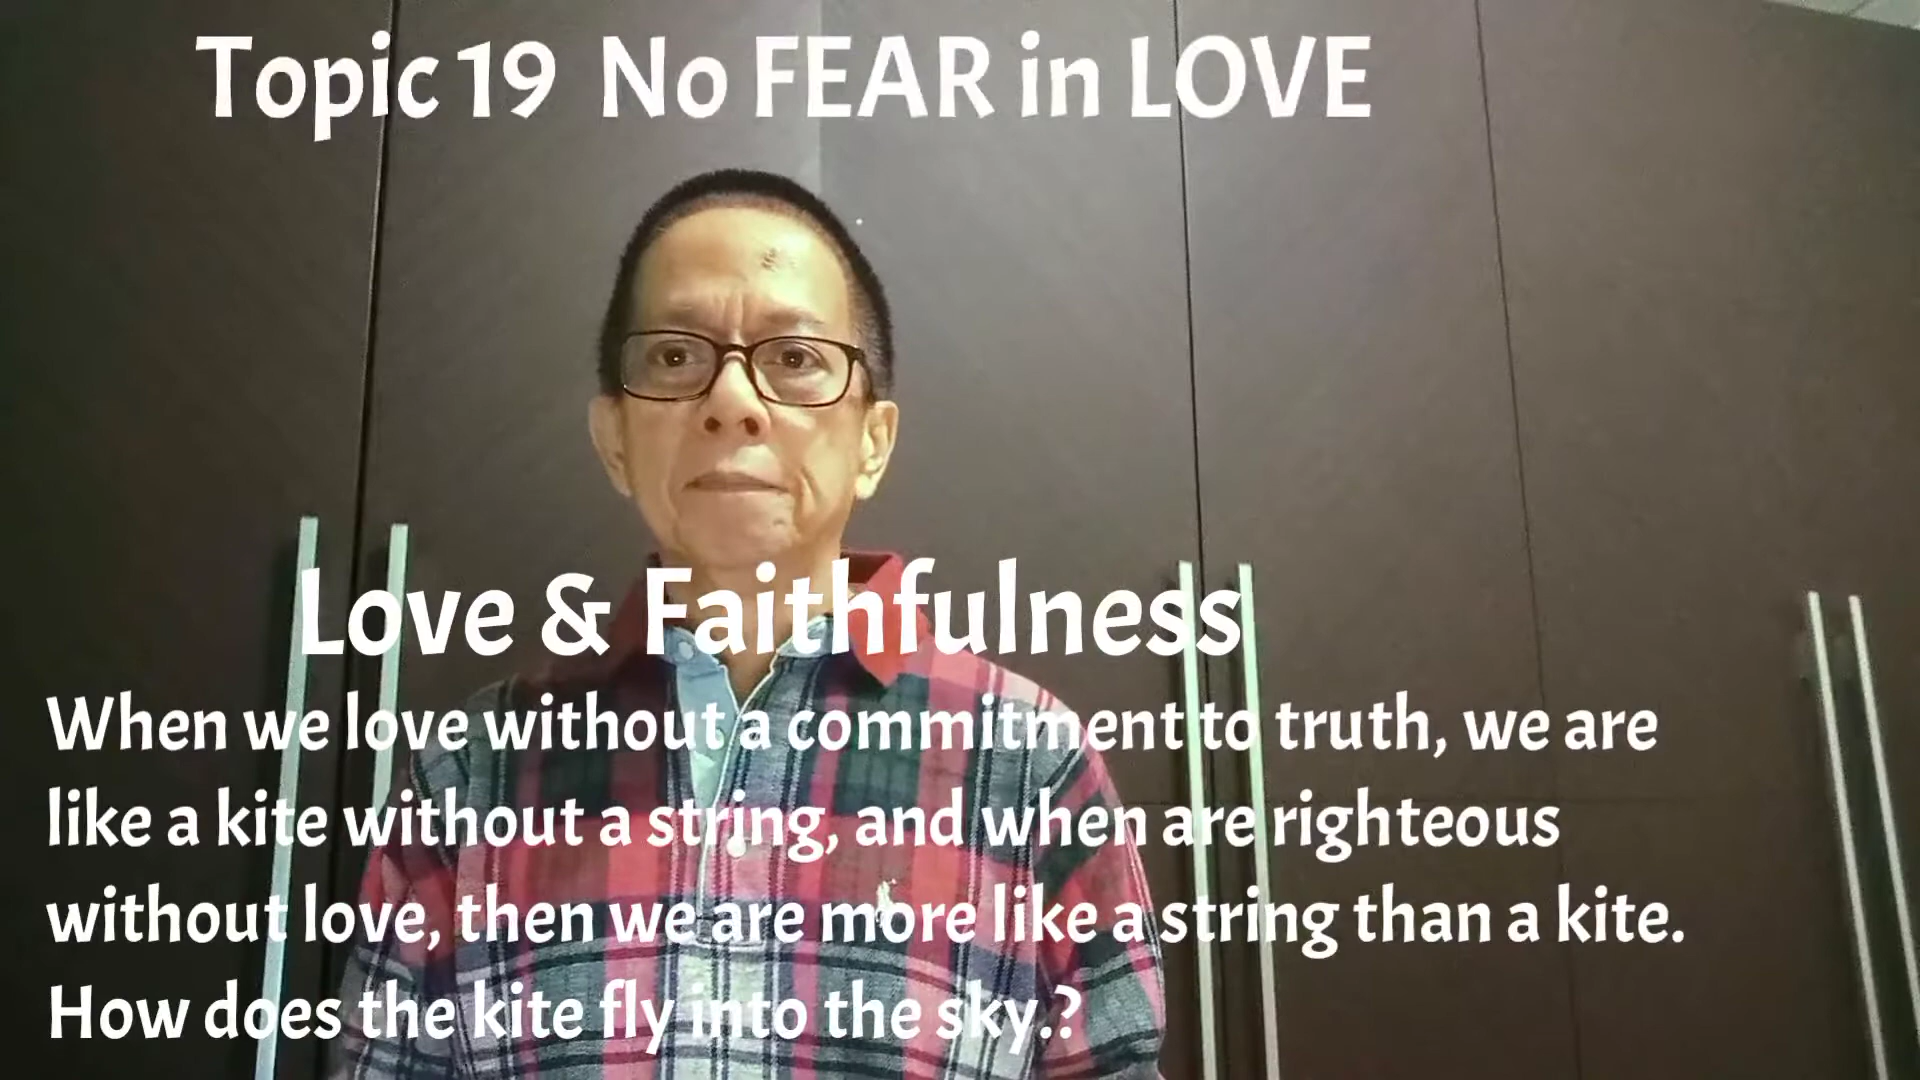 Topic 19 No FEAR in LOVE
Love & Faithfulness
When we love without a commitment to truth, we are
like a kite without a string, and when are righteous
without love, then we are more like a string than a kite.
How does the kite fly into the sky.?